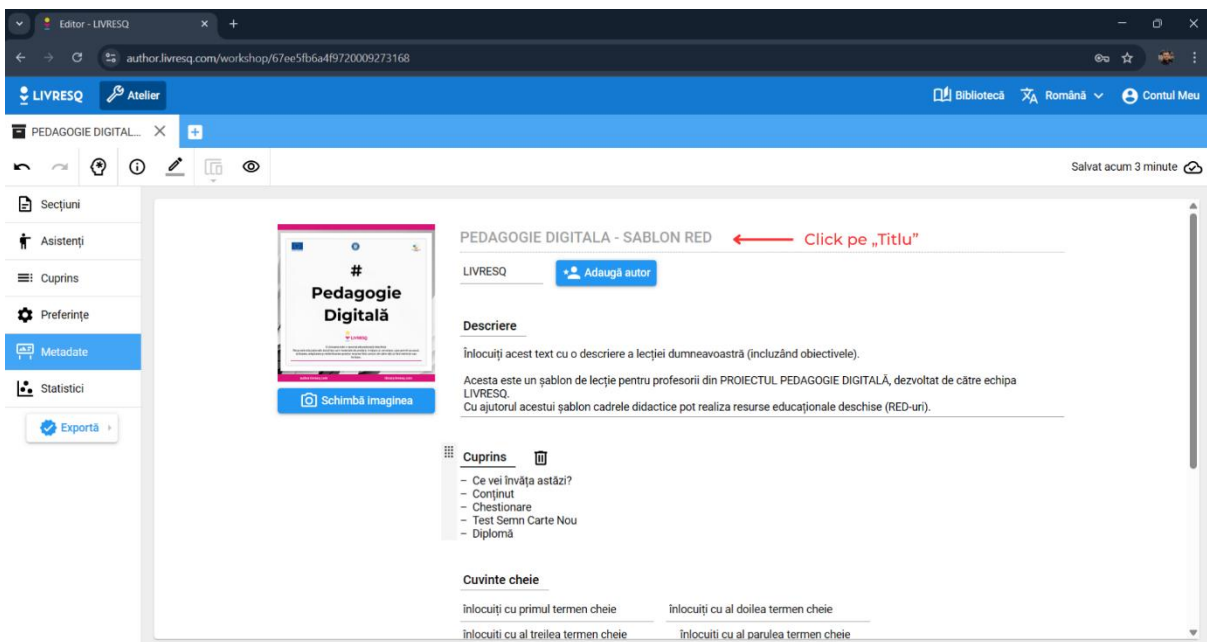 Editor - LIVRESQ
author.livresq.com/workshop/67ee5fb6a4f9720009273168
LIVRESQ Atelier Bibliotecă Română Contul Meu
PEDAGOGIE DIGITAL...
Salvat acum 3 minute
Secțiuni
Asistenți
Cuprins
Preferințe
Metadate
Statistici
Exportă
#
Pedagogie
Digitală
LIVRESQ
Schimbă imaginea
PEDAGOGIE DIGITALA - SABLON RED
Click pe „Titlu”
LIVRESQ Adaugă autor
Descriere
Înlocuiți acest text cu o descriere a lecției dumneavoastră (incluzând obiectivele).
Acesta este un șablon de lecție pentru profesorii din PROIECTUL PEDAGOGIE DIGITALĂ, dezvoltat de către echipa
LIVRESQ.
Cu ajutorul acestui șablon cadrele didactice pot realiza resurse educaționale deschise (RED-uri).
Cuprins
– Ce vei învăța astăzi?
– Conținut
– Chestionare
– Test Semn Carte Nou
– Diplomă
Cuvinte cheie
înlocuiți cu primul termen cheie înlocuiți cu al doilea termen cheie
înlocuiți cu al treilea termen cheie înlocuiți cu al parulea termen cheie